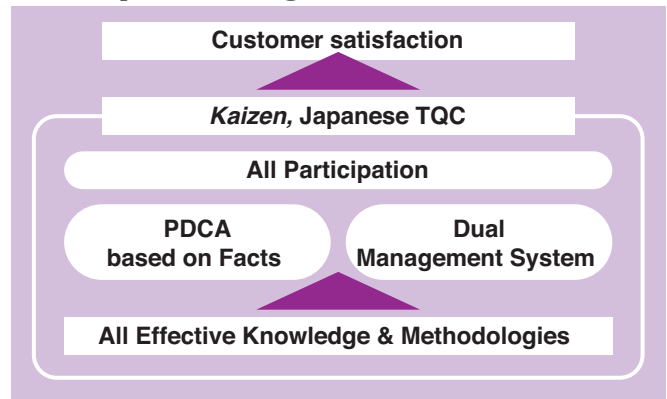 Customer satisfaction
Kaizen, Japanese TQC
All Participation
PDCA
based on Facts
Dual
Management System
All Effective Knowledge & Methodologies